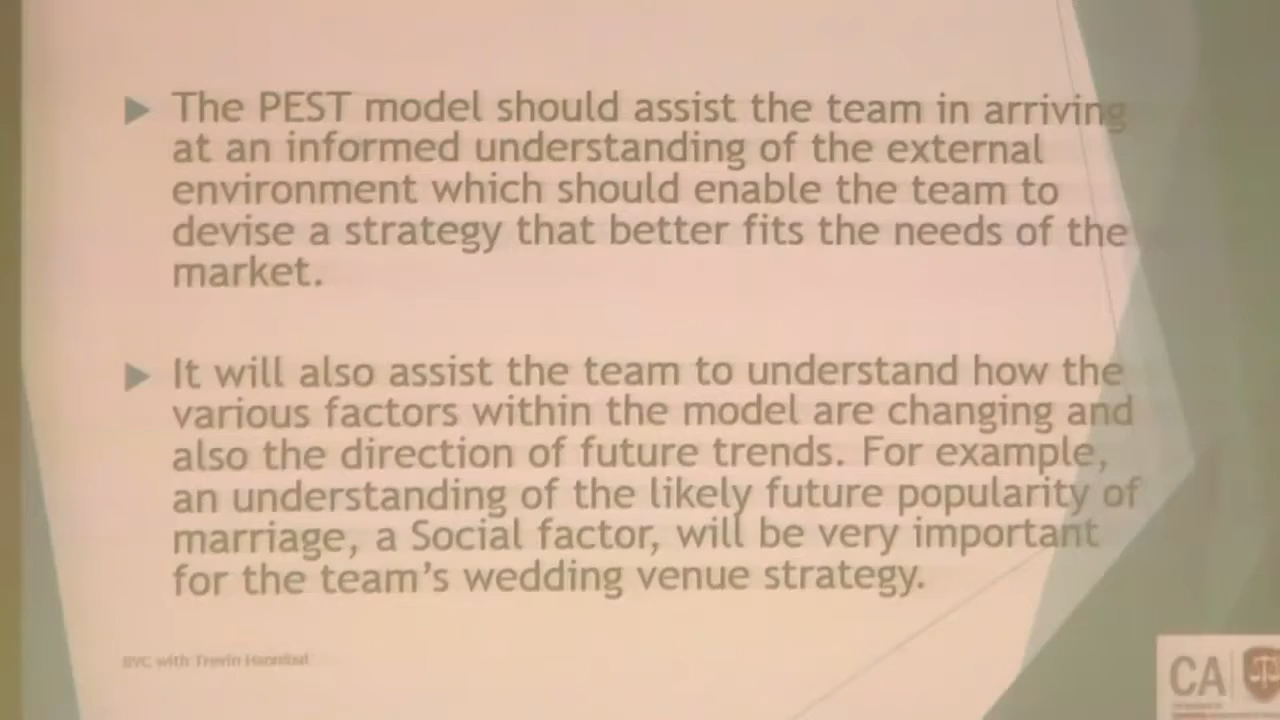 The PEST model should assist the team in arriving
at an informed understanding of the external
environment which should enable the team to
devise a strategy that better fits the needs of the
market.
It will also assist the team to understand how the
various factors within the model are changing and
also the direction of future trends. For example,
an understanding of the likely future popularity of
marriage, a Social factor, will be very important
for the team's wedding venue strategy.
with Trevin
CA